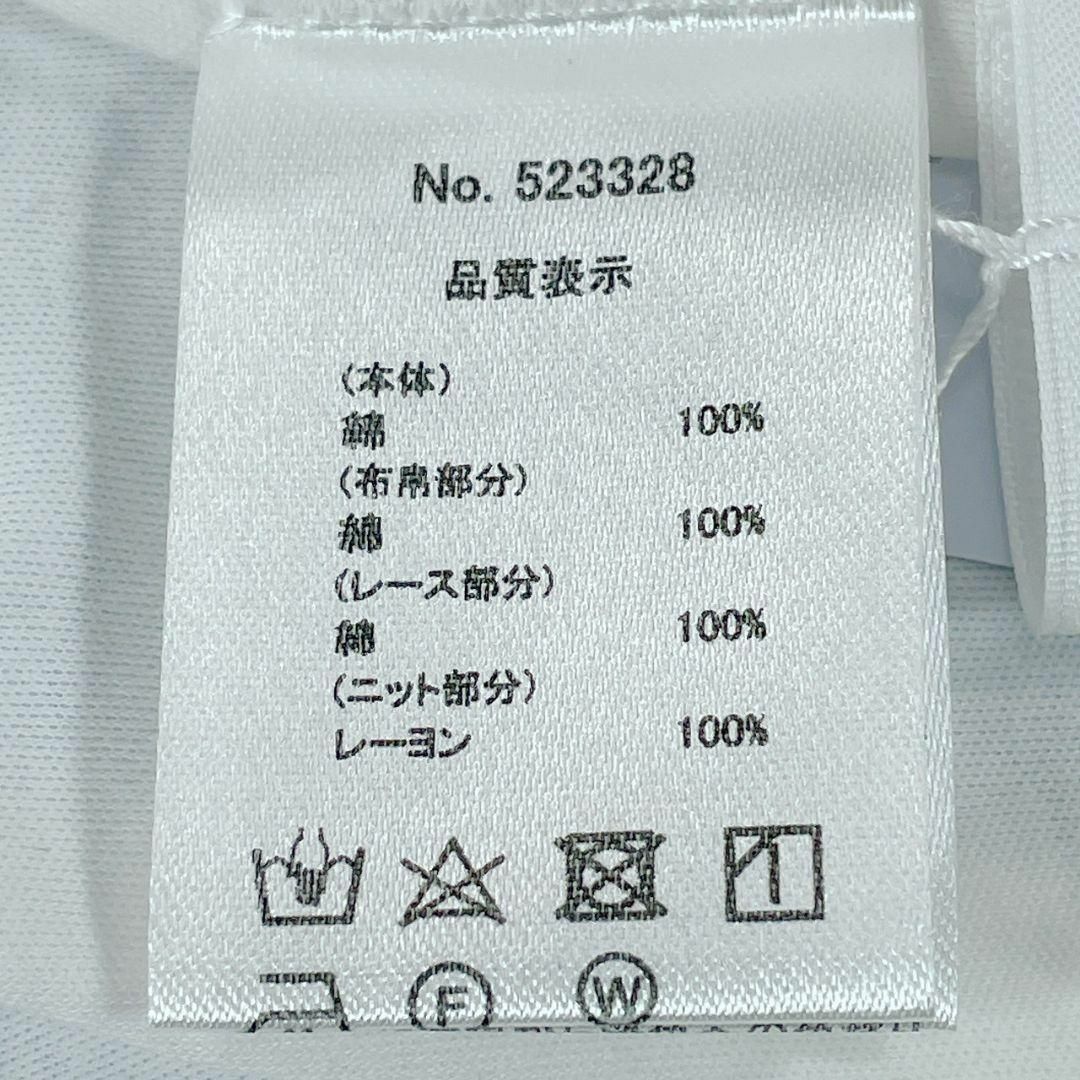 No. 523328
品質表示
(本体)
綿 100%
(布帛部分)
綿 100%
(レース部分)
綿 100%
(ニット部分)
レーヨン 100%
F W